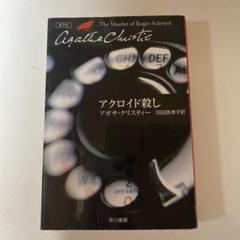 The Murder of Roger Ackroyd
Agatha Christie
GHI
DEF
アクロイド殺し
アガサ・クリスティー 羽田詩津子訳
早川書房